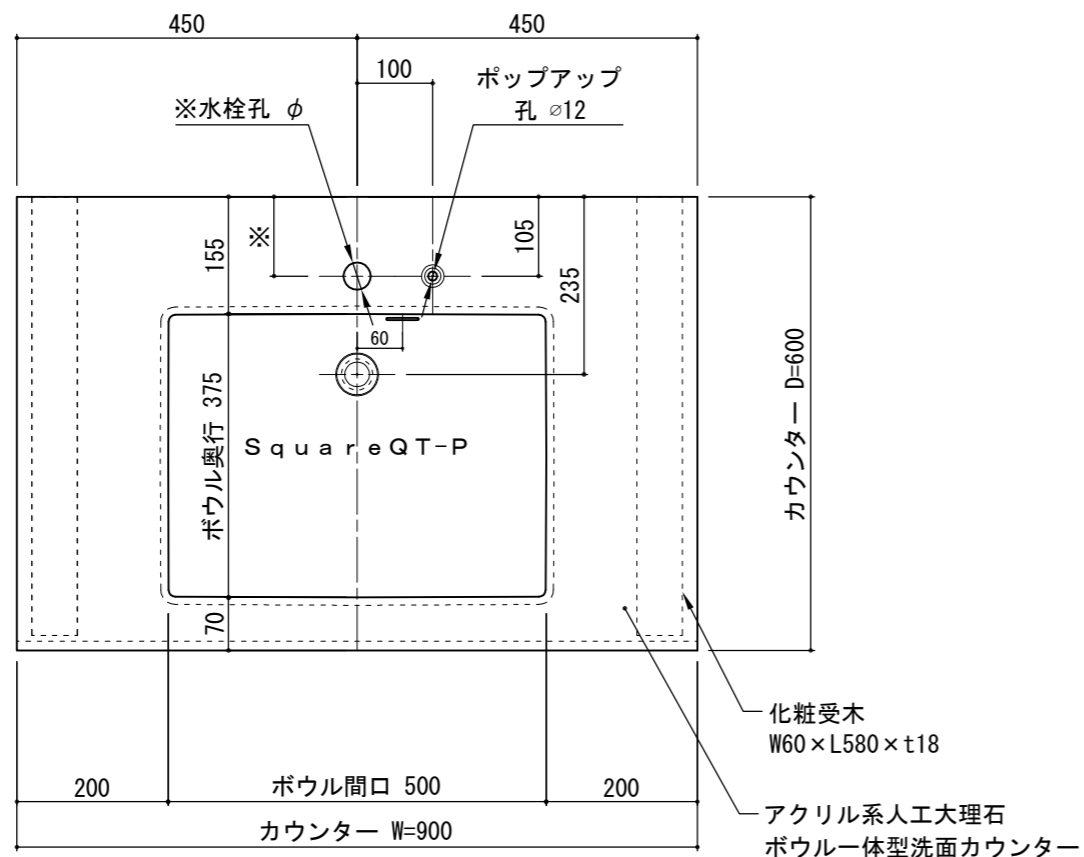 450
450
100
ポップアップ
孔 ⌀12
※水栓孔 φ
※
155
105
235
60
ボウル奥行 375
SquareQT-P
カウンター D=600
70
化粧受木
W60×L580×t18
200
ボウル間口 500
200
アクリル系人工大理石
ボウル一体型洗面カウンター
カウンター W=900